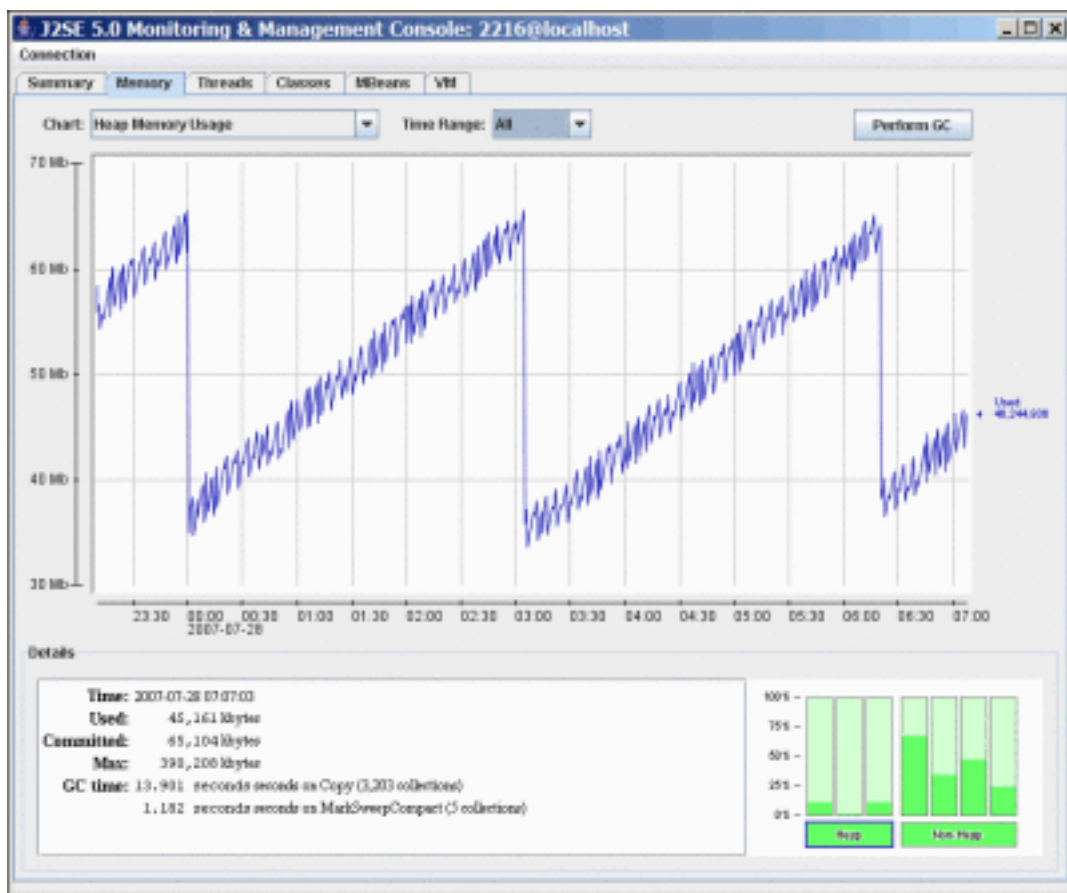 J2SE 5.0 Monitoring & Management Console: 2216@localhost
Connection
Summary Memory Threads Classes MBeans VM
Chart: Heap Memory Usage Time Range: All Perform GC
70 Mb
60 Mb
50 Mb
40 Mb
30 Mb
Used
23:30 00:00 00:30 01:00 01:30 02:00 02:30 03:00 03:30 04:00 04:30 05:00 05:30 06:00 06:30 07:00
2007-07-28
Details
Time: 2007-07-28 07:07:03
Used: 45,161 kbytes
Committed: 65,104 kbytes
Max: kbytes
GC time: 13.901 seconds seconds on Copy (3,203 collections)
1.182 seconds seconds on MarkSweepCompact (5 collections)
100%
75%
50%
25%
0%
Heap Non-Heap